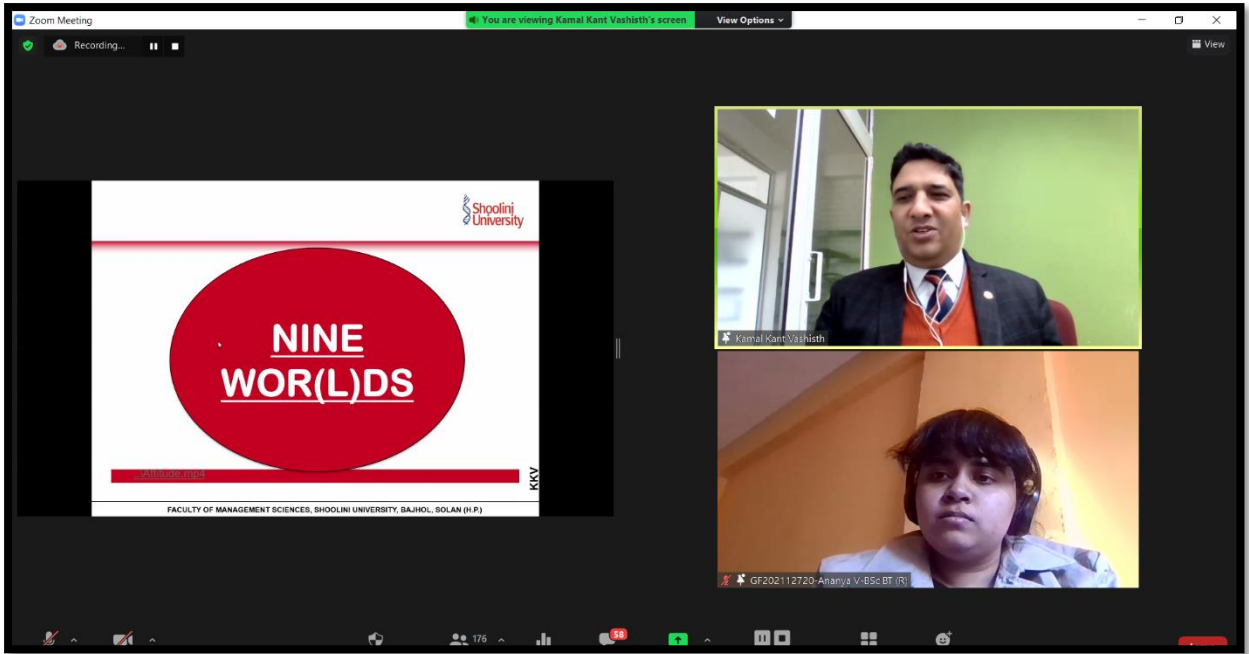 Zoom Meeting
You are viewing Kamal Kant Vashisth's screen
View Options
Recording...
View
Shoolini
University
NINE
WOR(L)DS
..\Attitude.mp4
KKV
FACULTY OF MANAGEMENT SCIENCES, SHOOLINI UNIVERSITY, BAJHOL, SOLAN (H.P.)
Kamal Kant Vashisth
GF202112720-Ananya V-BSc BT (R)
176
58